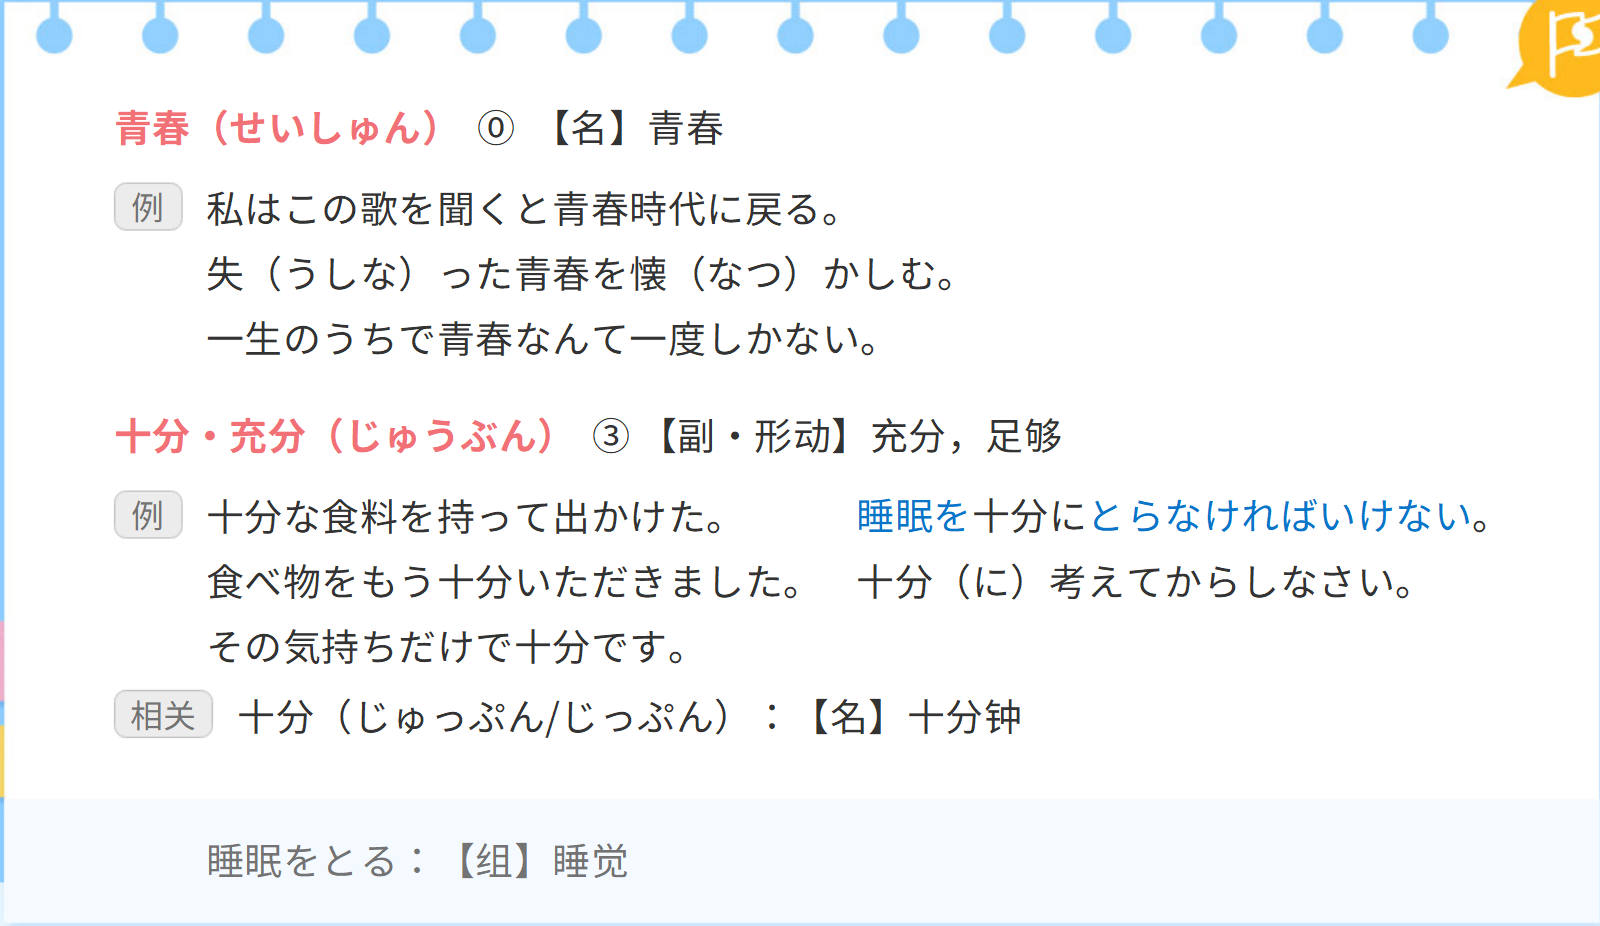 青春（せいしゅん） ⓪ 【名】青春
例 私はこの歌を聞くと青春時代に戻る。
失（うしな）った青春を懐（なつ）かしむ。
一生のうちで青春なんて一度しかない。
十分・充分（じゅうぶん） ③ 【副・形动】充分，足够
例 十分な食料を持って出かけた。 睡眠を十分にとらなければいけない。
食べ物をもう十分いただきました。 十分（に）考えてからしなさい。
その気持ちだけで十分です。
相关 十分（じゅっぷん/じっぷん）：【名】十分钟
睡眠をとる：【组】睡觉